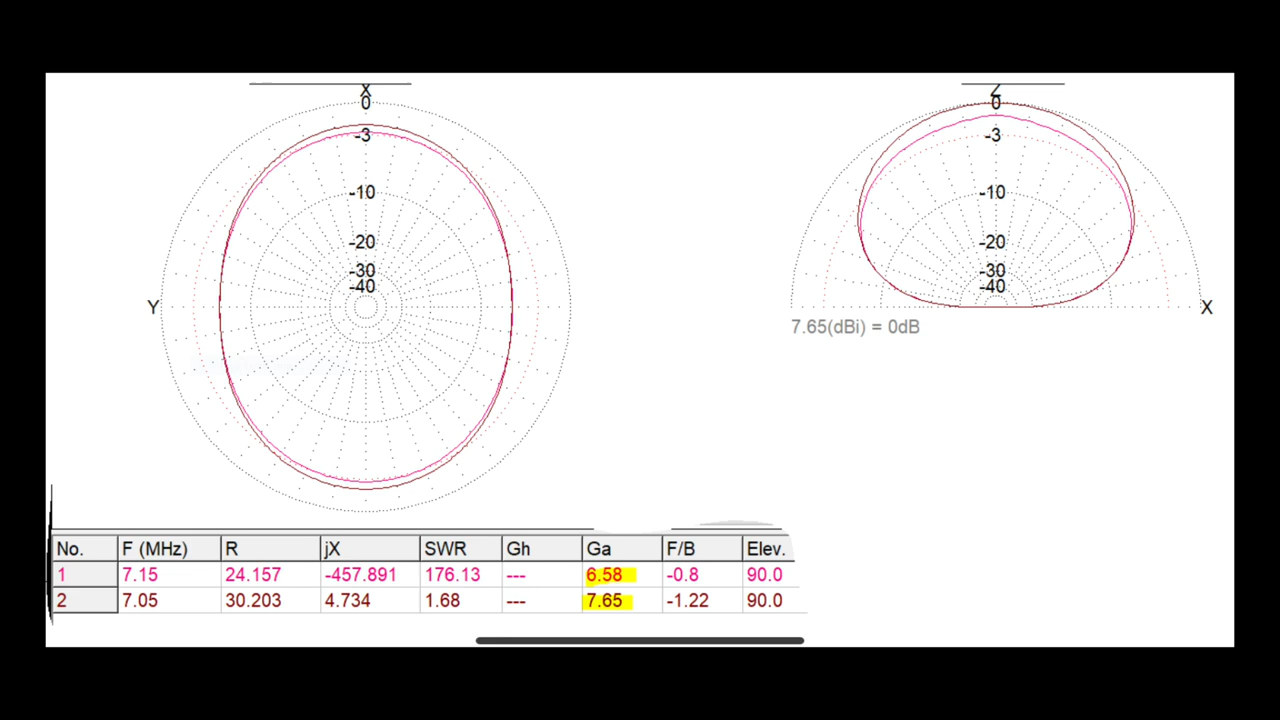 X
0
-3
-10
-20
-30
-40
Y
Z
0
-3
-10
-20
-30
-40
X
7.65(dBi) = 0dB
No. F (MHz) R jX SWR Gh Ga F/B Elev.
1 7.15 24.157 -457.891 176.13 --- 6.58 -0.8 90.0
2 7.05 30.203 4.734 1.68 --- 7.65 -1.22 90.0